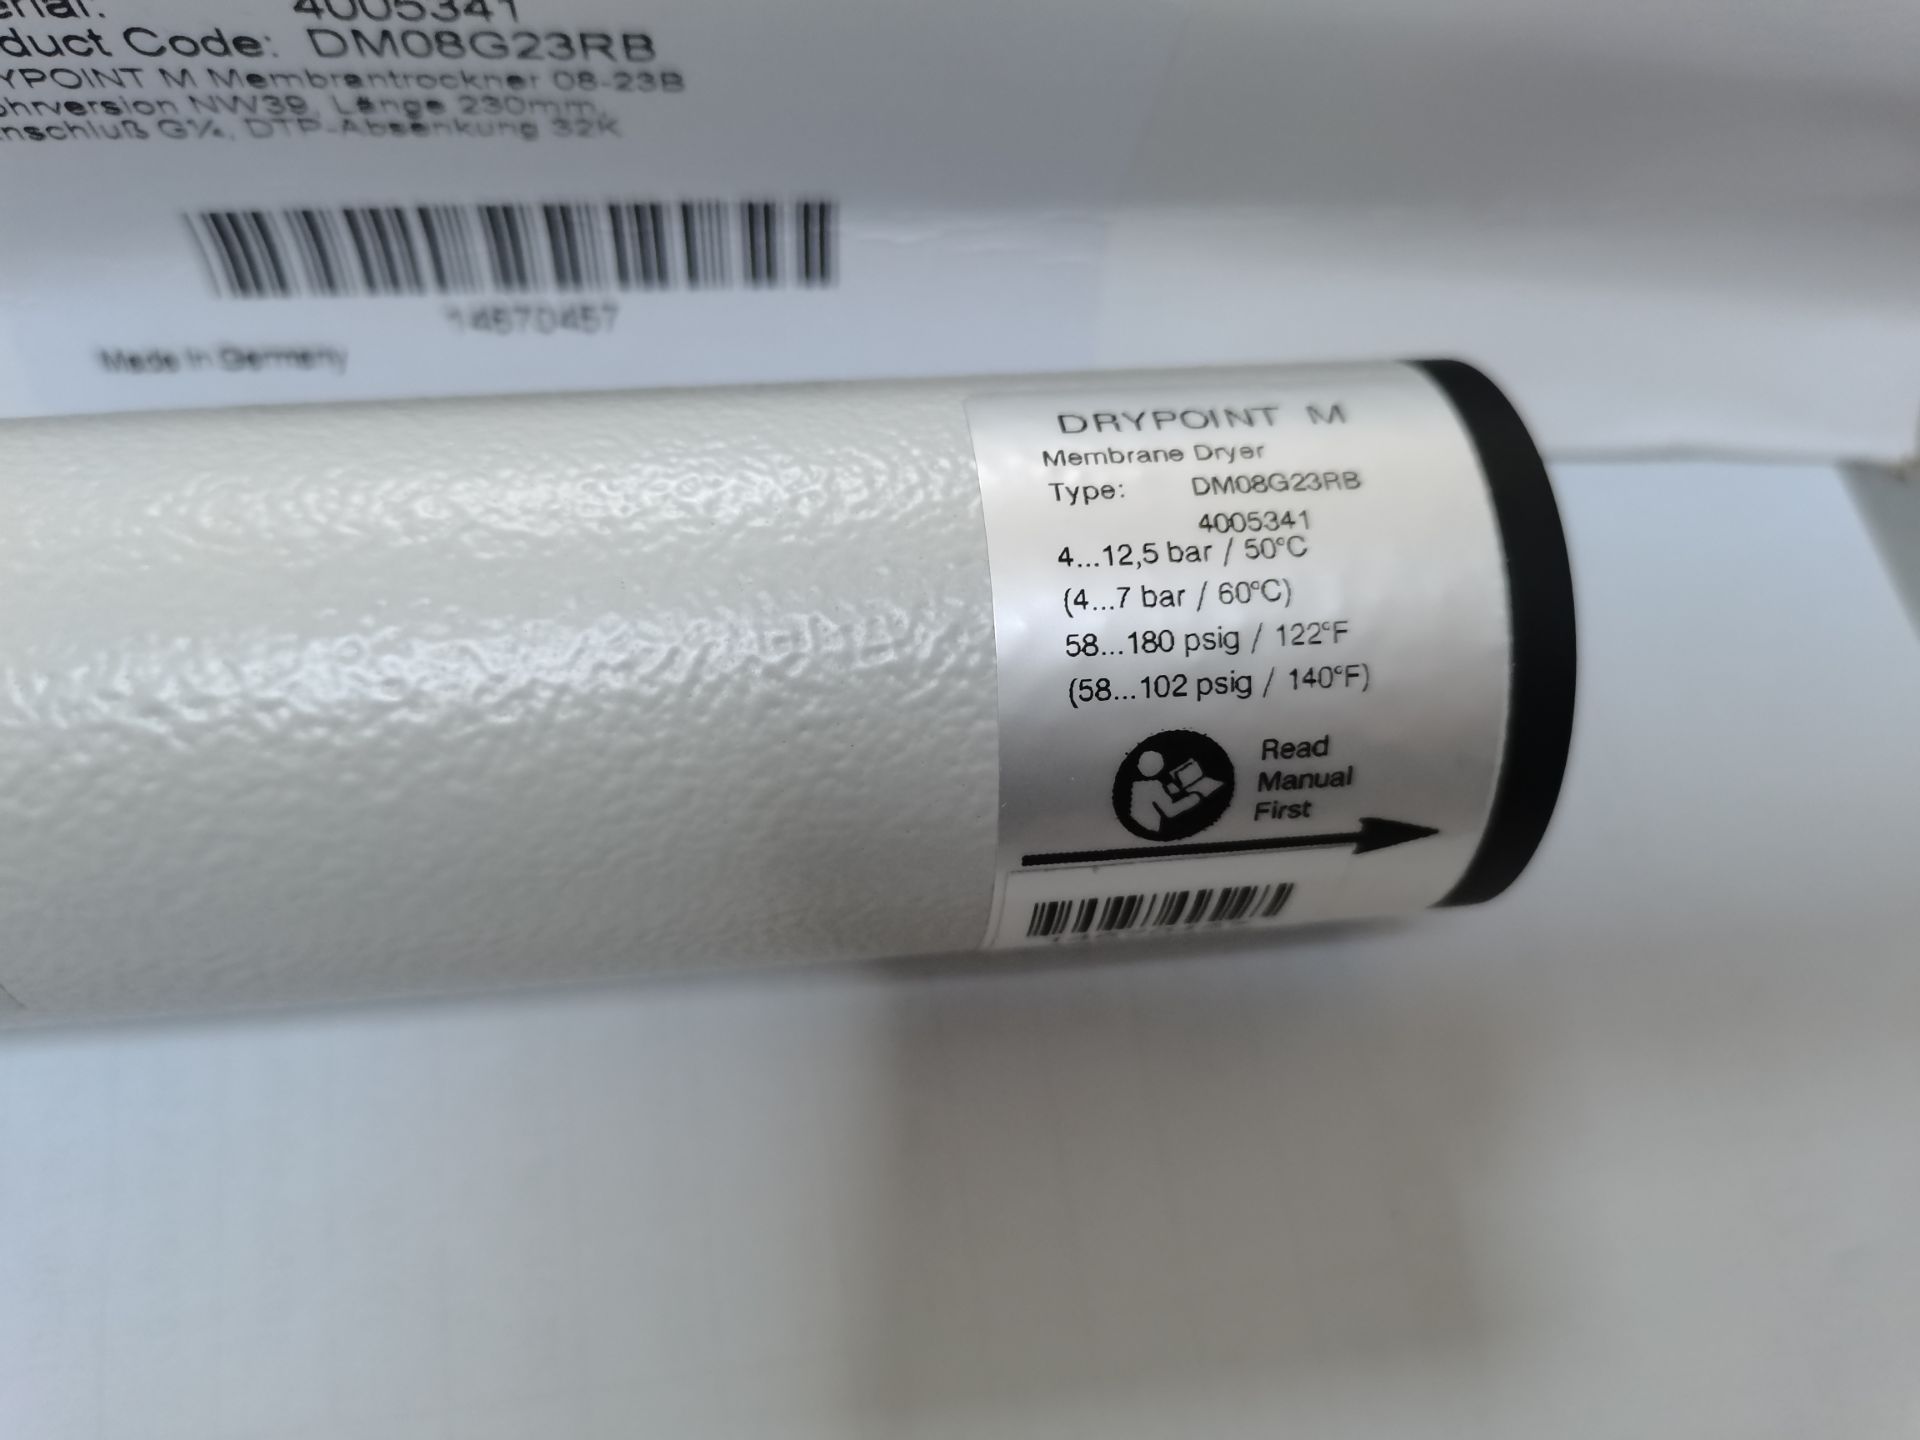 erial: 4005341
duct Code: DM08G23RB
YPOINT M Membrantrockner 08-23B
ohrversion NW39, Länge 230mm,
nschluß G¼, DTP-Absenkung 32K
14670457
Made in Germany
DRYPOINT M
Membrane Dryer
Type: DM08G23RB
4005341
4...12,5 bar / 50°C
(4...7 bar / 60°C)
58...180 psig / 122°F
(58...102 psig / 140°F)
Read
Manual
First